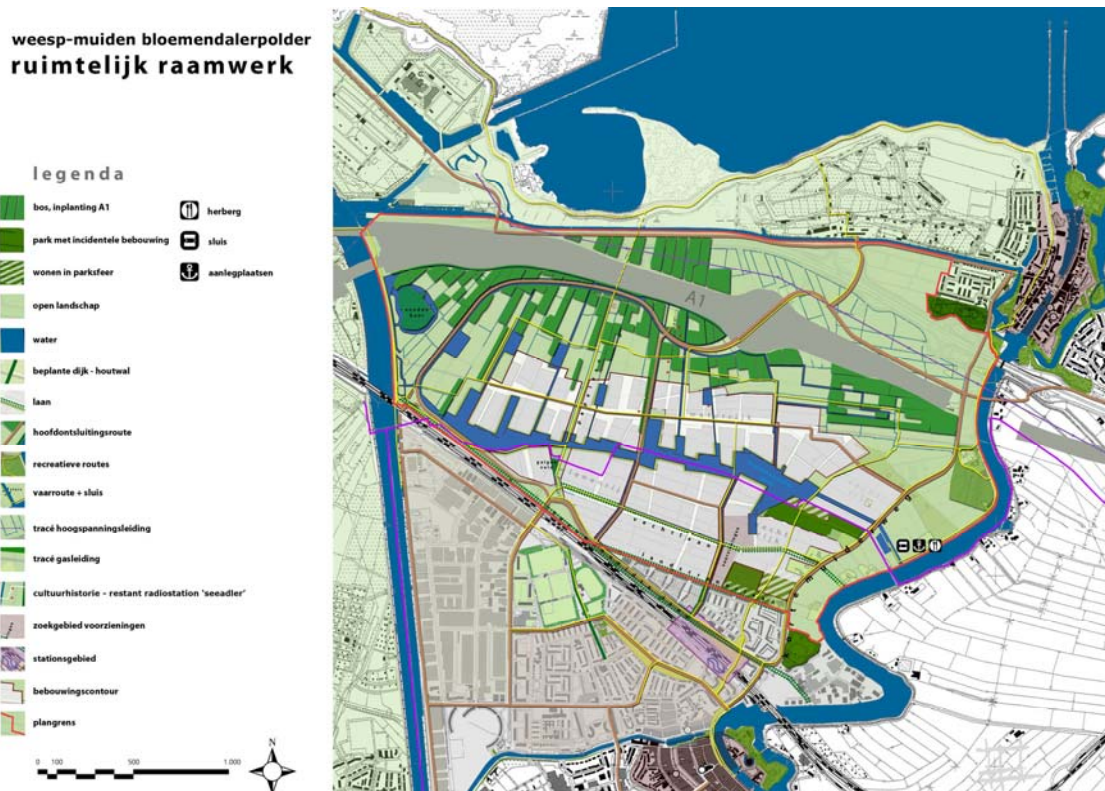 weesp-muiden bloemendalerpolder
ruimtelijk raamwerk
legenda
bos, inplanting A1
park met incidentele bebouwing
wonen in parksfeer
open landschap
water
beplante dijk - houtwal
laan
hoofdontsluitingsroute
recreatieve routes
vaarroute + sluis
tracé hoogspanningsleiding
tracé gasleiding
cultuurhistorie - restant radiostation 'seeadler'
zoekgebied voorzieningen
stationsgebied
bebouwingscontour
plangrens
herberg
sluis
aanlegplaatsen
0 100 500 1.000
N
A1